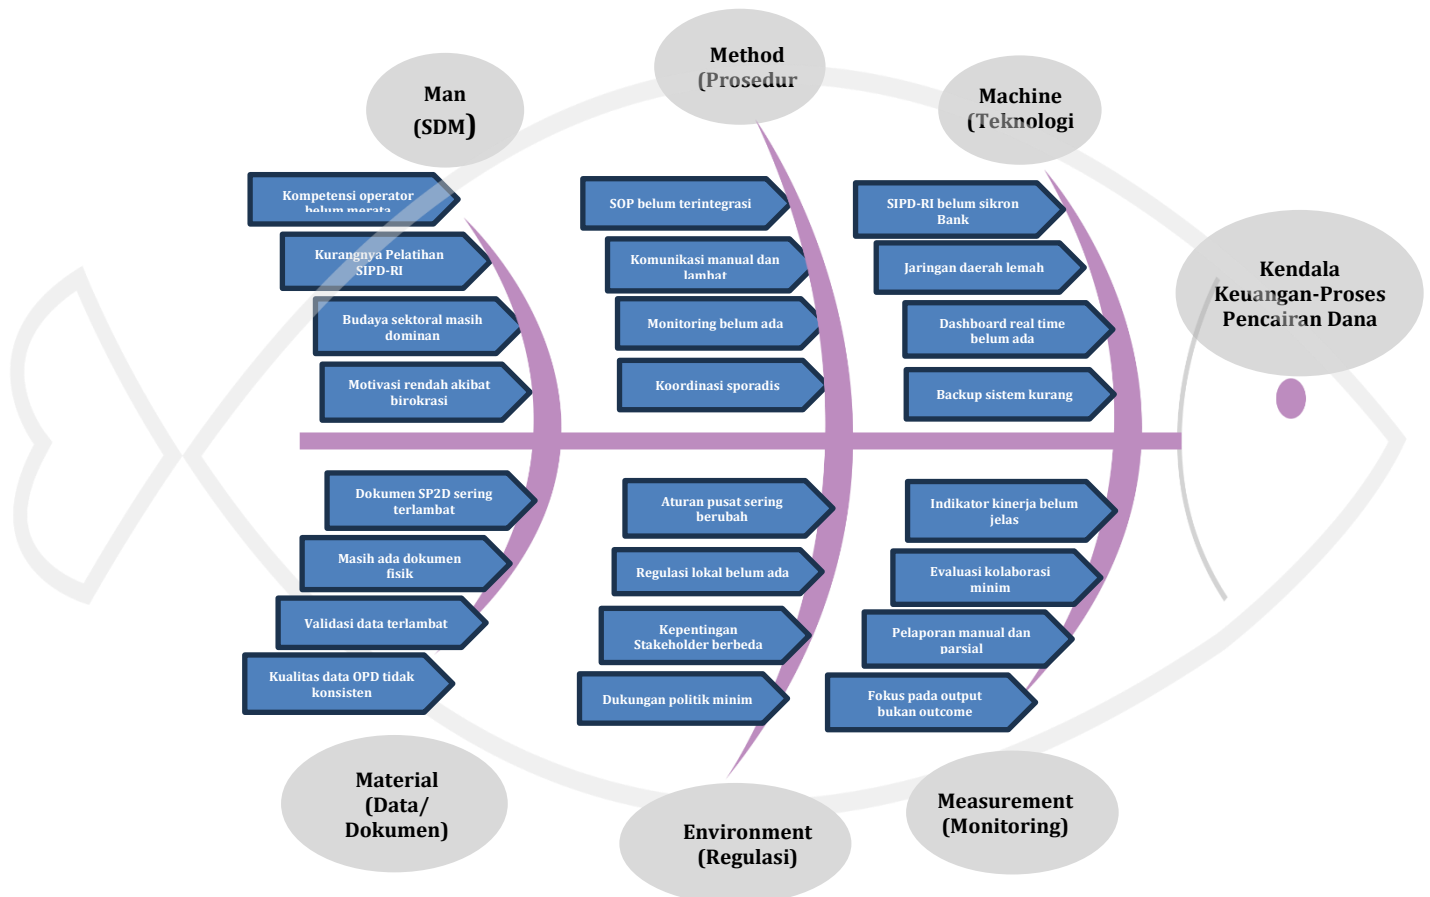 Man
(SDM)
Method
(Prosedur
Machine
(Teknologi
Kompetensi operator
belum merata
Kurangnya Pelatihan
SIPD-RI
Budaya sektoral masih
dominan
Motivasi rendah akibat
birokrasi
SOP belum terintegrasi
Komunikasi manual dan
lambat
Monitoring belum ada
Koordinasi sporadis
SIPD-RI belum sikron
Bank
Jaringan daerah lemah
Dashboard real time
belum ada
Backup sistem kurang
Kendala
Keuangan-Proses
Pencairan Dana
Dokumen SP2D sering
terlambat
Masih ada dokumen
fisik
Validasi data terlambat
Kualitas data OPD tidak
konsisten
Aturan pusat sering
berubah
Regulasi lokal belum ada
Kepentingan
Stakeholder berbeda
Dukungan politik minim
Indikator kinerja belum
jelas
Evaluasi kolaborasi
minim
Pelaporan manual dan
parsial
Fokus pada output
bukan outcome
Material
(Data/
Dokumen)
Environment
(Regulasi)
Measurement
(Monitoring)